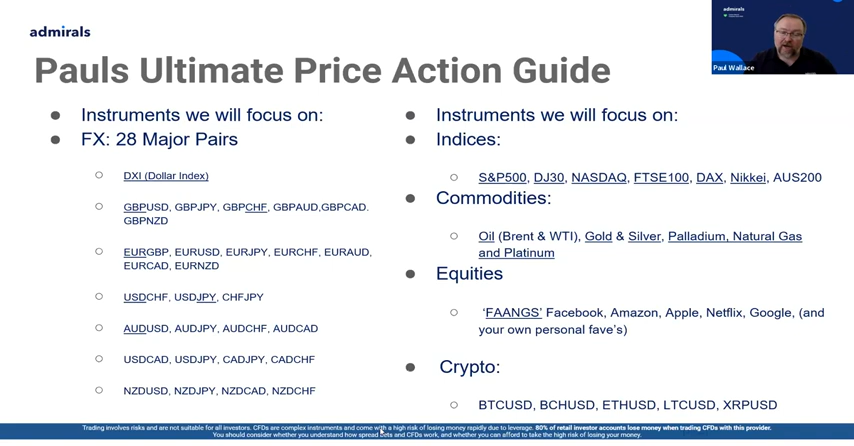 admirals
Pauls Ultimate Price Action Guide
Instruments we will focus on:
FX: 28 Major Pairs
DXI (Dollar Index)
GBPUSD, GBPJPY, GBPCHF, GBPAUD,GBPCAD.
GBPNZD
EURGBP, EURUSD, EURJPY, EURCHF, EURAUD,
EURCAD, EURNZD
USDCHF, USDJPY, CHFJPY
AUDUSD, AUDJPY, AUDCHF, AUDCAD
USDCAD, USDJPY, CADJPY, CADCHF
NZDUSD, NZDJPY, NZDCAD, NZDCHF
Instruments we will focus on:
Indices:
S&P500, DJ30, NASDAQ, FTSE100, DAX, Nikkei, AUS200
Commodities:
Oil (Brent & WTI), Gold & Silver, Palladium, Natural Gas
and Platinum
Equities
‘FAANGS’ Facebook, Amazon, Apple, Netflix, Google, (and
your own personal fave’s)
Crypto:
BTCUSD, BCHUSD, ETHUSD, LTCUSD, XRPUSD
admirals
Paul Wallace
Trading involves risks and are not suitable for all investors. CFDs are complex instruments and come with a high risk of losing money rapidly due to leverage. 80% of retail investor accounts lose money when trading CFDs with this provider.
You should consider whether you understand how spread bets and CFDs work, and whether you can afford to take the high risk of losing your money.